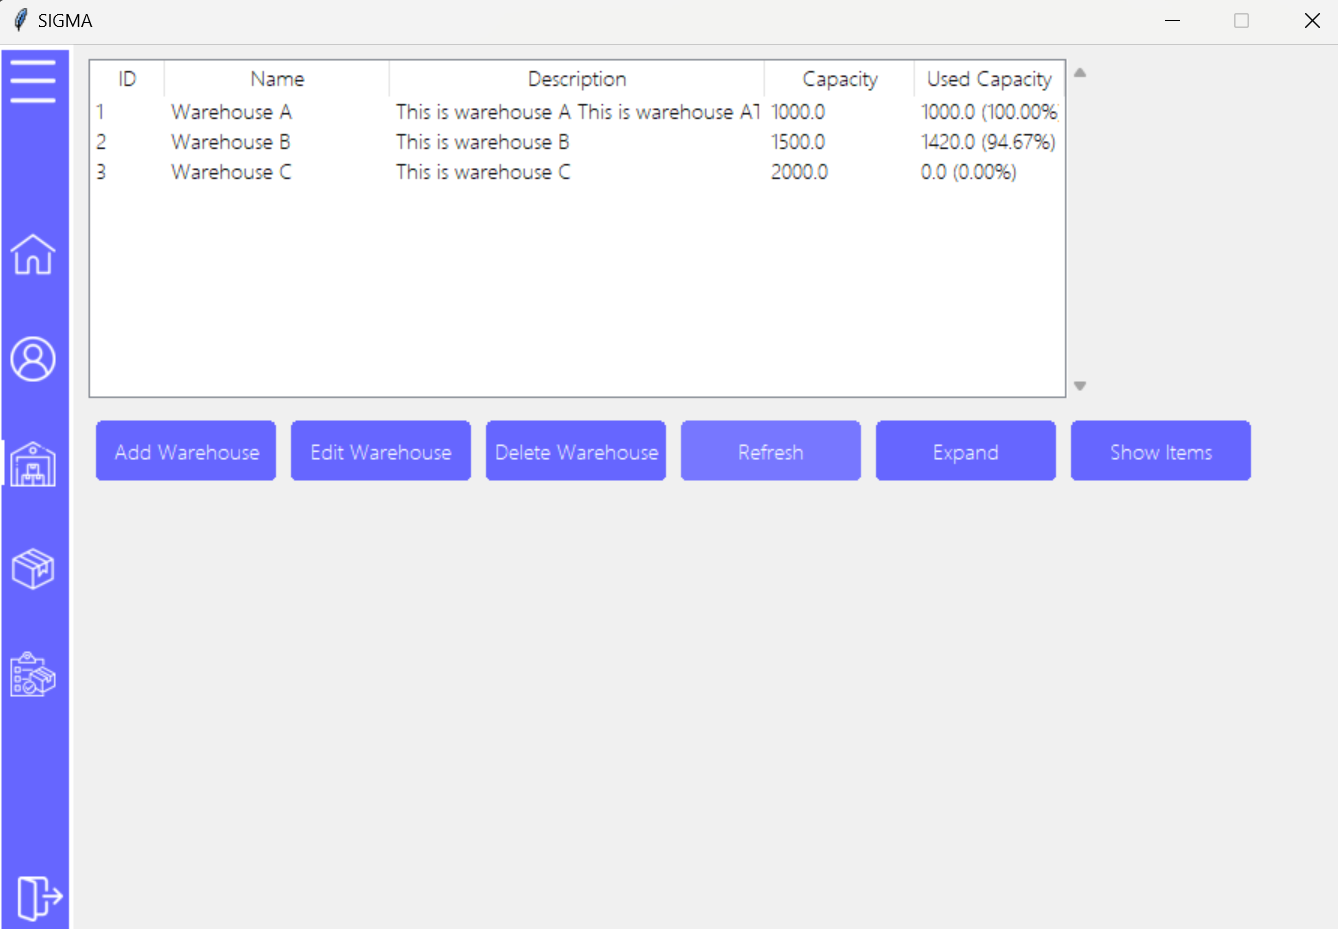 SIGMA
ID Name Description Capacity Used Capacity
1 Warehouse A This is warehouse A This is warehouse A 1000.0 1000.0 (100.00%
2 Warehouse B This is warehouse B 1500.0 1420.0 (94.67%)
3 Warehouse C This is warehouse C 2000.0 0.0 (0.00%)
Add Warehouse Edit Warehouse Delete Warehouse Refresh Expand Show Items